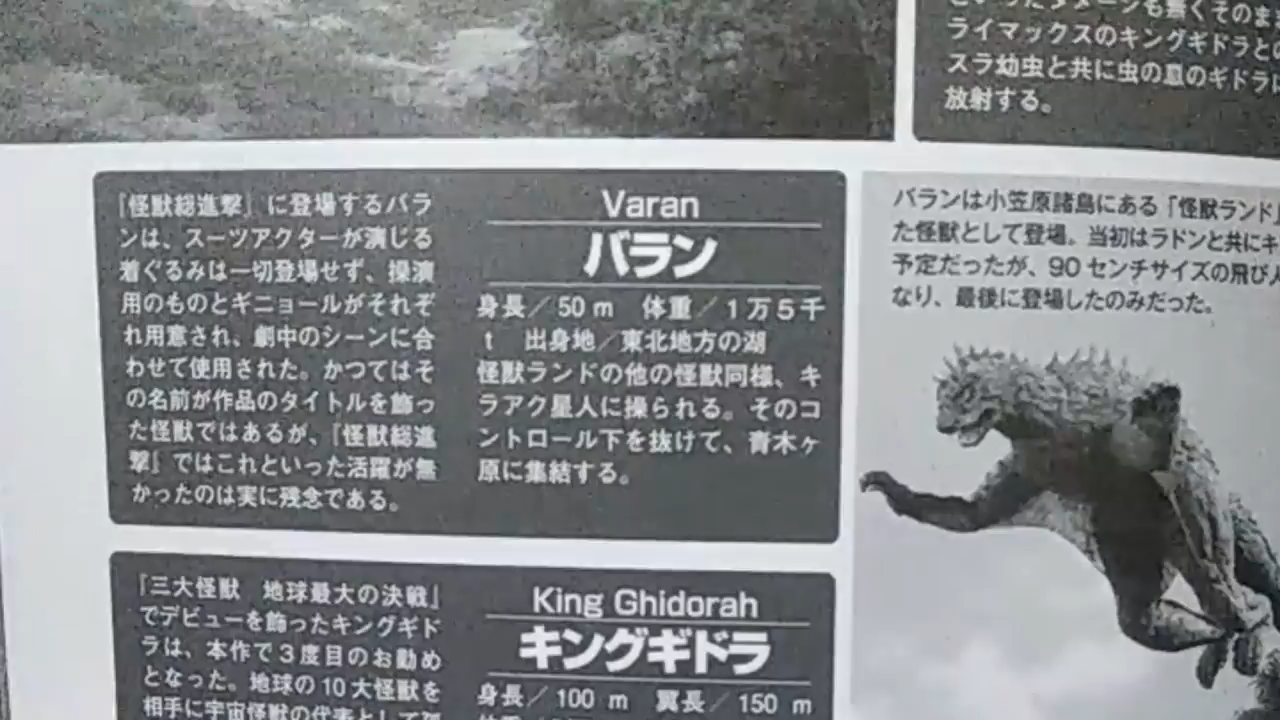 ライマックスのキングギドラと
スラ幼虫と共に虫の息のギドラ
放射する。
『怪獣総進撃』に登場するバラ
ンは、スーツアクターが演じる
着ぐるみは一切登場せず、操演
用のものとギニョールがそれぞ
れ用意され、劇中のシーンに合
わせて使用された。かつてはそ
の名前が作品のタイトルを飾っ
た怪獣ではあるが、『怪獣総進
撃』ではこれといった活躍が無
かったのは実に残念である。
Varan
バラン
身長/50 m 体重/1万5千
t 出身地/東北地方の湖
怪獣ランドの他の怪獣同様、キ
ラアク星人に操られる。そのコ
ントロール下を抜けて、青木ヶ
原に集結する。
バランは小笠原諸島にある「怪獣ランド
た怪獣として登場。当初はラドンと共にキ
予定だったが、90センチサイズの飛び
なり、最後に登場したのみだった。
『三大怪獣 地球最大の決戦』
でデビューを飾ったキングギド
ラは、本作で3度目のお勤め
となった。地球の10大怪獣を
相手に宇宙怪獣の代表として
King Ghidorah
キングギドラ
身長/100 m 翼長/150 m